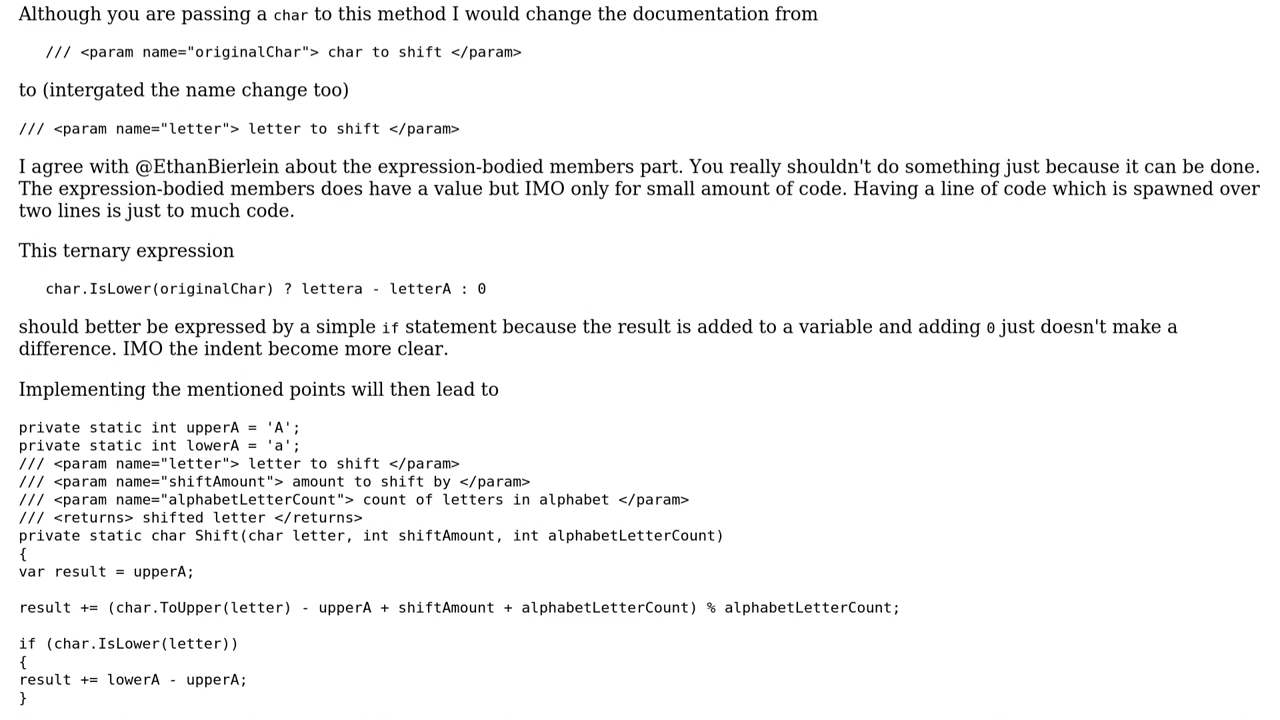 Although you are passing a char to this method I would change the documentation from
/// <param name="originalChar"> char to shift </param>
to (intergated the name change too)
/// <param name="letter"> letter to shift </param>
I agree with @EthanBierlein about the expression-bodied members part. You really shouldn't do something just because it can be done.
The expression-bodied members does have a value but IMO only for small amount of code. Having a line of code which is spawned over
two lines is just to much code.
This ternary expression
char.IsLower(originalChar) ? lettera - letterA : 0
should better be expressed by a simple if statement because the result is added to a variable and adding 0 just doesn't make a
difference. IMO the indent become more clear.
Implementing the mentioned points will then lead to
private static int upperA = 'A';
private static int lowerA = 'a';
/// <param name="letter"> letter to shift </param>
/// <param name="shiftAmount"> amount to shift by </param>
/// <param name="alphabetLetterCount"> count of letters in alphabet </param>
/// <returns> shifted letter </returns>
private static char Shift(char letter, int shiftAmount, int alphabetLetterCount)
{
var result = upperA;
result += (char.ToUpper(letter) - upperA + shiftAmount + alphabetLetterCount) % alphabetLetterCount;
if (char.IsLower(letter))
{
result += lowerA - upperA;
}